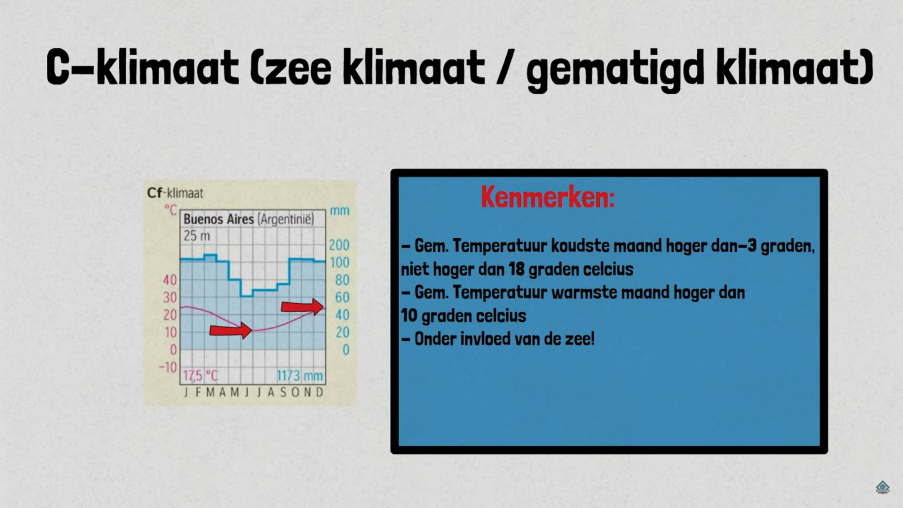 C-klimaat (zee klimaat / gematigd klimaat)
Cf-klimaat
°C
mm
Buenos Aires (Argentinië)
25 m
200
100
40 80
30 60
20 40
10 20
0 0
-10
17,5 °C 1173 mm
J F M A M J J A S O N D
Kenmerken:
- Gem. Temperatuur koudste maand hoger dan-3 graden,
niet hoger dan 18 graden celcius
- Gem. Temperatuur warmste maand hoger dan
10 graden celcius
- Onder invloed van de zee!